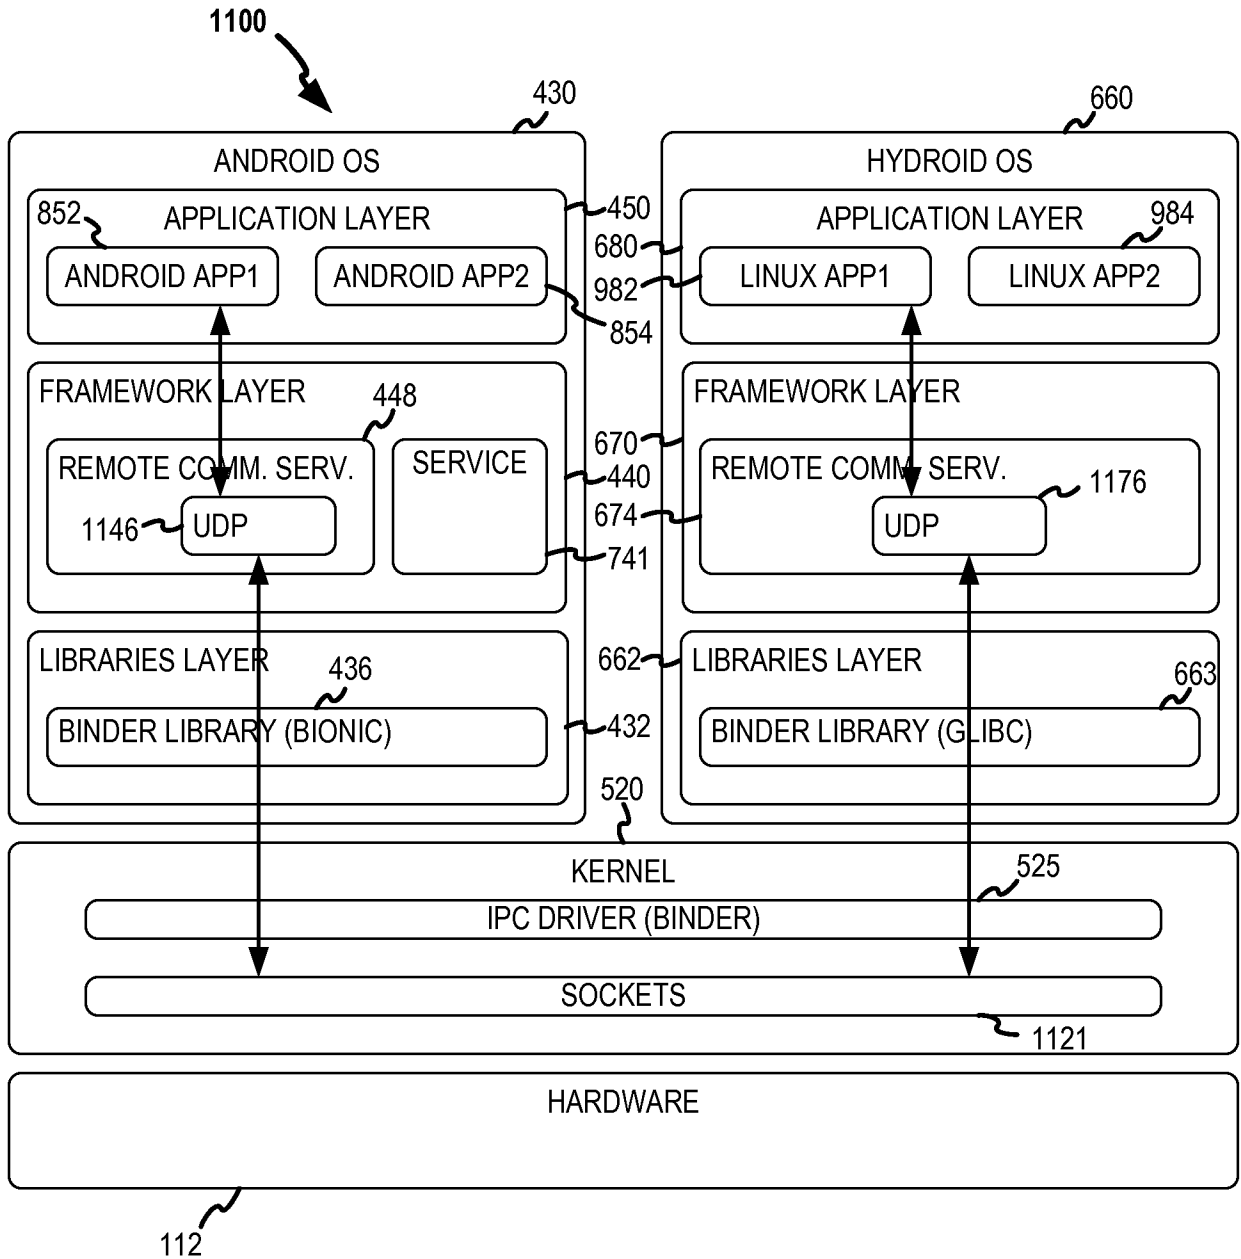 1100
430
660
ANDROID OS
HYDROID OS
852
APPLICATION LAYER
450
680
APPLICATION LAYER
984
ANDROID APP1
ANDROID APP2
982
LINUX APP1
LINUX APP2
854
FRAMEWORK LAYER
448
670
FRAMEWORK LAYER
REMOTE COMM. SERV.
SERVICE
440
REMOTE COMM. SERV.
1176
1146
UDP
674
UDP
741
LIBRARIES LAYER
662
LIBRARIES LAYER
436
663
BINDER LIBRARY (BIONIC)
432
BINDER LIBRARY (GLIBC)
520
KERNEL
525
IPC DRIVER (BINDER)
SOCKETS
1121
HARDWARE
112